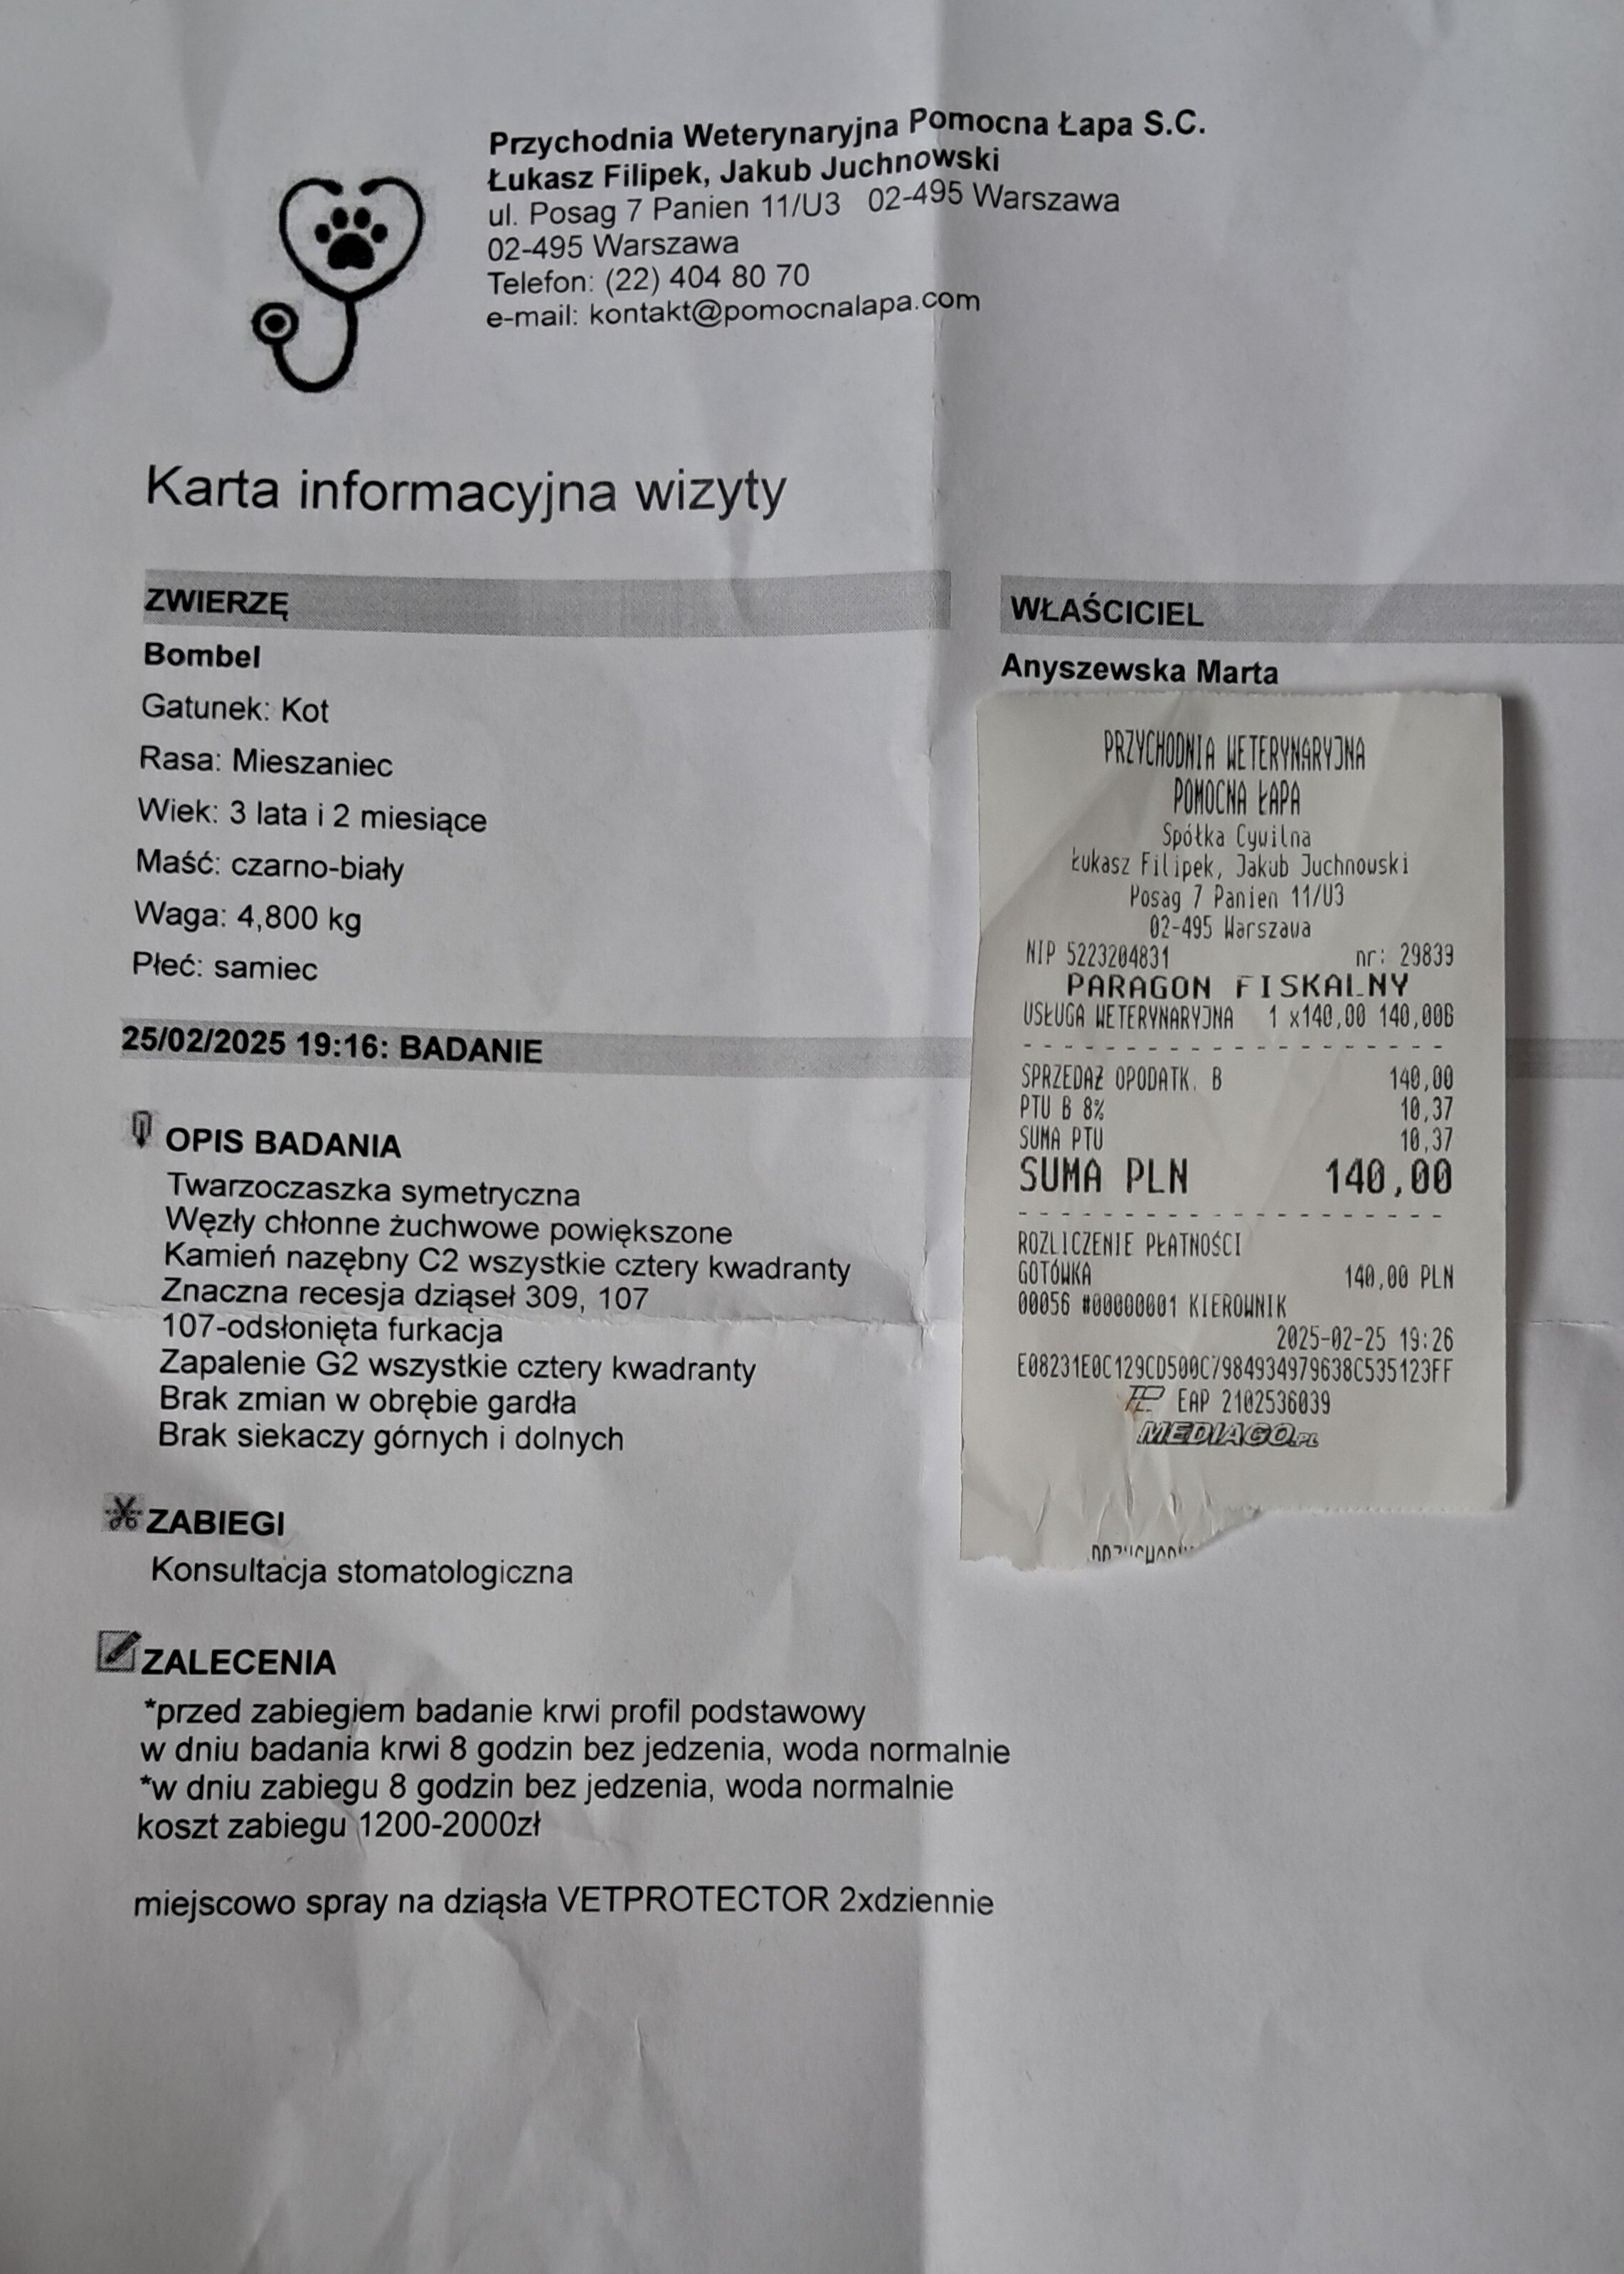 Przychodnia Weterynaryjna Pomocna Łapa S.C.
Łukasz Filipek, Jakub Juchnowski
ul. Posag 7 Panien 11/U3 02-495 Warszawa
02-495 Warszawa
Telefon: (22) 404 80 70
e-mail: kontakt@pomocnalapa.com
Karta informacyjna wizyty
ZWIERZĘ
Bombel
Gatunek: Kot
Rasa: Mieszaniec
Wiek: 3 lata i 2 miesiące
Maść: czarno-biały
Waga: 4,800 kg
Płeć: samiec
WŁAŚCICIEL
Anyszewska Marta
25/02/2025 19:16: BADANIE
OPIS BADANIA
Twarzoczaszka symetryczna
Węzły chłonne żuchwowe powiększone
Kamień nazębny C2 wszystkie cztery kwadranty
Znaczna recesja dziąseł 309, 107
107-odsłonięta furkacja
Zapalenie G2 wszystkie cztery kwadranty
Brak zmian w obrębie gardła
Brak siekaczy górnych i dolnych
ZABIEGI
Konsultacja stomatologiczna
ZALECENIA
*przed zabiegiem badanie krwi profil podstawowy
w dniu badania krwi 8 godzin bez jedzenia, woda normalnie
*w dniu zabiegu 8 godzin bez jedzenia, woda normalnie
koszt zabiegu 1200-2000zł
miejscowo spray na dziąsła VETPROTECTOR 2xdziennie
PRZYCHODNIA WETERYNARYJNA
POMOCNA ŁAPA
Spółka Cywilna
Łukasz Filipek, Jakub Juchnowski
Posag 7 Panien 11/U3
02-495 Warszawa
NIP 5223204831 nr: 29839
PARAGON FISKALNY
USŁUGA WETERYNARYJNA 1 x140,00 140,00B
SPRZEDAŻ OPODATK. B 140,00
PTU B 8% 10,37
SUMA PTU 10,37
SUMA PLN 140,00
ROZLICZENIE PŁATNOŚCI
GOTÓWKA 140,00 PLN
00056 #00000001 KIEROWNIK
2025-02-25 19:26
E08231E0C129CD500C7984934979638C535123FF
EAP 2102536039
MEDIAGO.PL